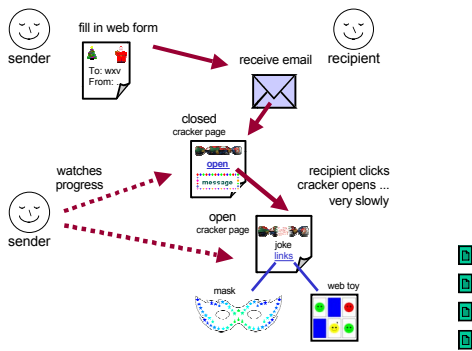 fill in web form
sender
To: wxv
From:
receive email
recipient
closed
cracker page
open
message
watches
progress
recipient clicks
cracker opens ...
very slowly
sender
open
cracker page
joke
links
mask
web toy